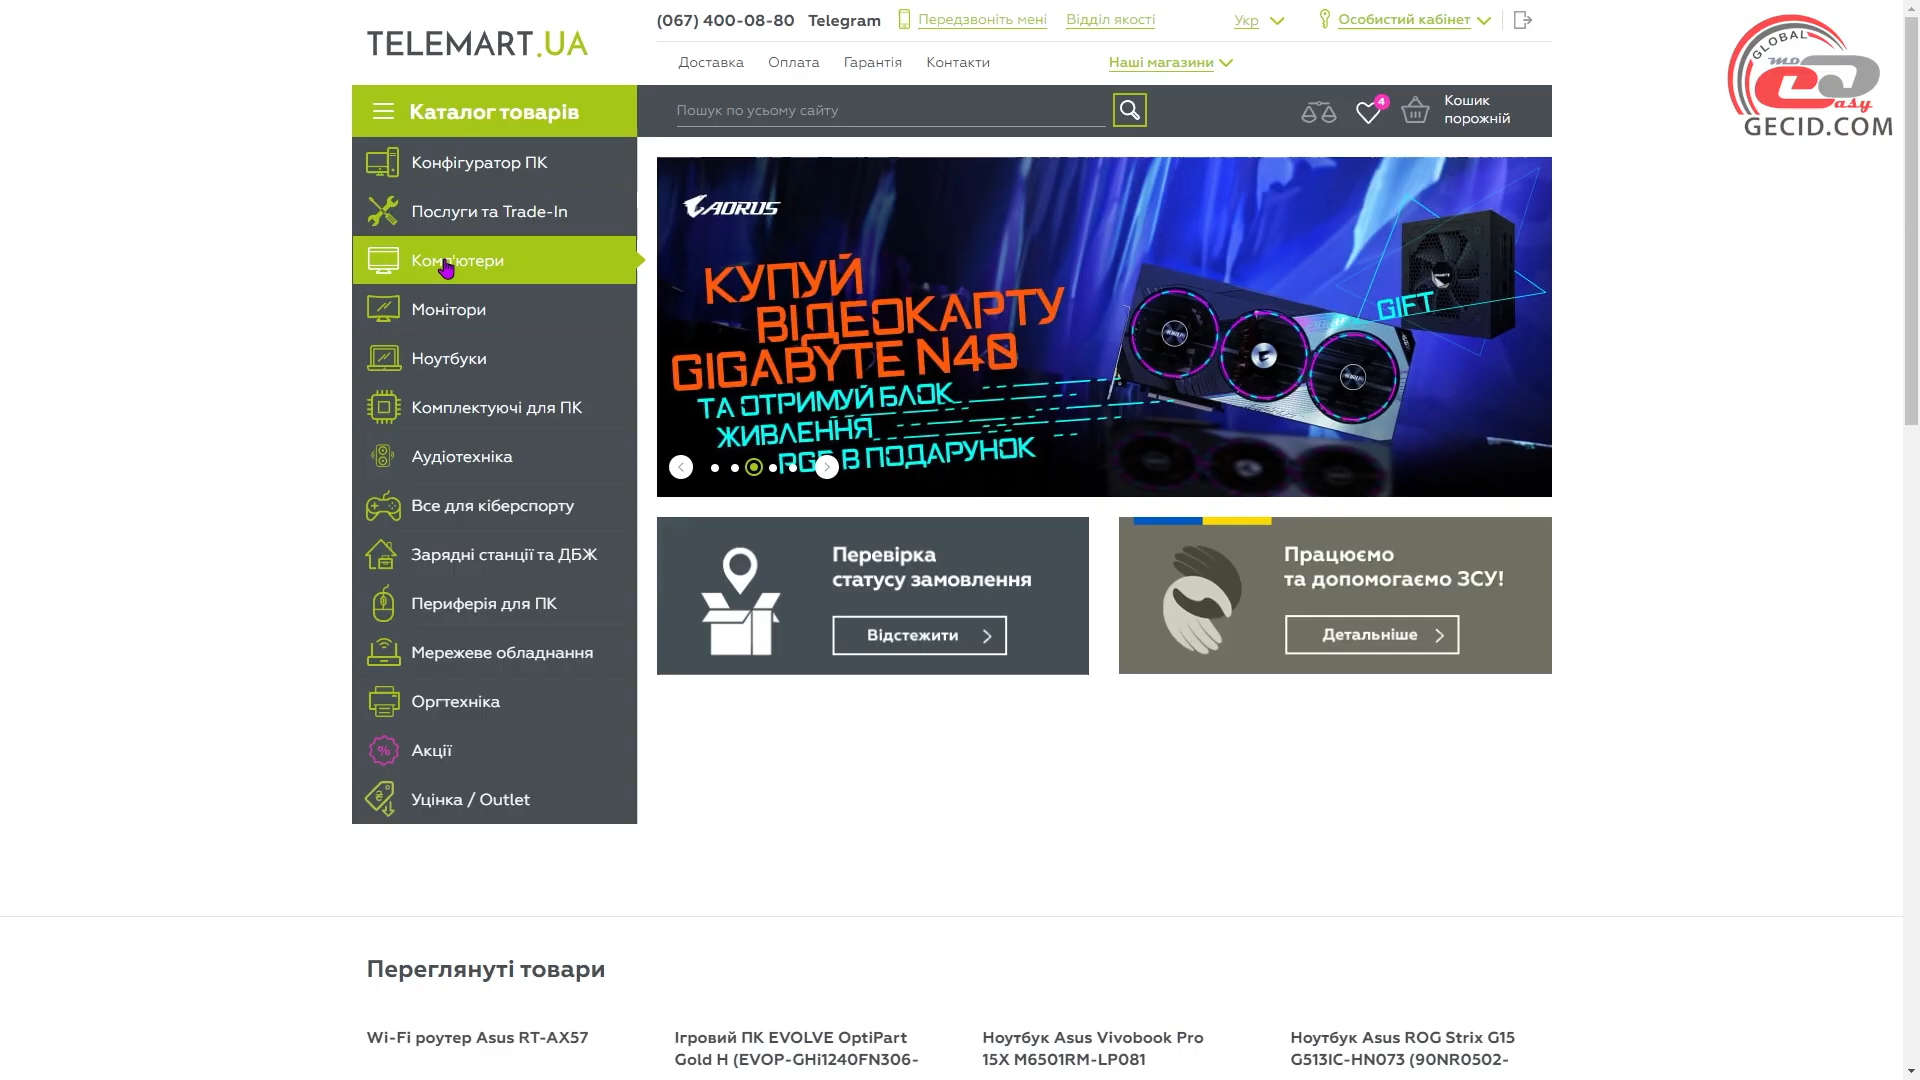 (067) 400-08-80 Telegram Передзвоніть мені Відділ якості Укр Особистий кабінет
TELEMART.UA
Доставка Оплата Гарантія Контакти Наші магазини
Каталог товарів
Пошук по усьому сайту
4
Кошик
порожній
GLOBAL
easy
GECID.COM
Конфігуратор ПК
Послуги та Trade-In
Комп'ютери
Монітори
Ноутбуки
Комплектуючі для ПК
Аудіотехніка
Все для кіберспорту
Зарядні станції та ДБЖ
Периферія для ПК
Мережеве обладнання
Оргтехніка
Акції
Уцінка / Outlet
AORUS
КУПУЙ
ВІДЕОКАРТУ
GIGABYTE N40
ТА ОТРИМУЙ БЛОК
ЖИВЛЕННЯ
RGB В ПОДАРУНОК
GIFT
Перевірка
статусу замовлення
Відстежити
Працюємо
та допомагаємо ЗСУ!
Детальніше
Переглянуті товари
Wi-Fi роутер Asus RT-AX57
Ігровий ПК EVOLVE OptiPart
Gold H (EVOP-GHi1240FN306-
Ноутбук Asus Vivobook Pro
15X M6501RM-LP081
Ноутбук Asus ROG Strix G15
G513IC-HN073 (90NR0502-